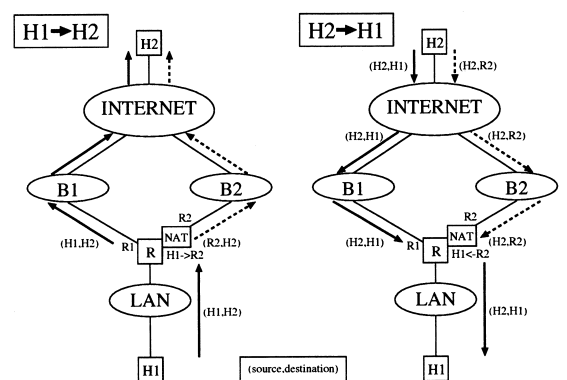 H1→H2
H2
INTERNET
B1
B2
(H1,H2)
R1
R
R2
NAT
(R2,H2)
H1->R2
LAN
(H1,H2)
H1
H2→H1
H2
(H2,H1)
(H2,R2)
INTERNET
(H2,H1)
(H2,R2)
B1
B2
(H2,H1)
R1
R
R2
NAT
(H2,R2)
H1<-R2
LAN
(H2,H1)
H1
(source,destination)